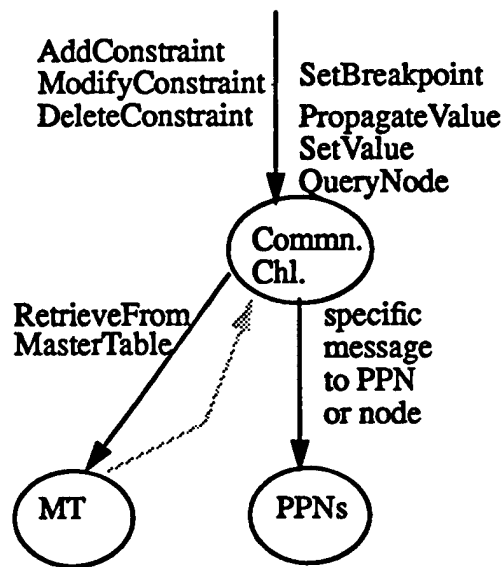 AddConstraint
ModifyConstraint
DeleteConstraint
SetBreakpoint
PropagateValue
SetValue
QueryNode
Commn.
Chl.
RetrieveFrom
MasterTable
specific
message
to PPN
or node
MT
PPNs